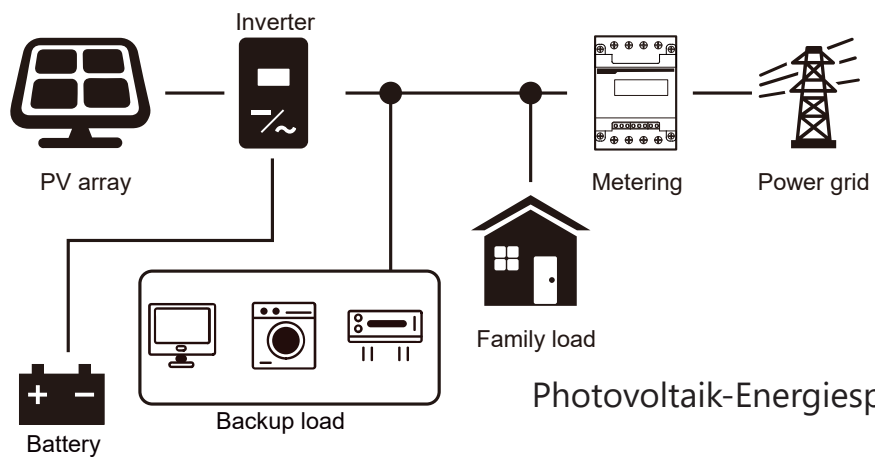 Inverter
PV array
Metering
Power grid
Family load
Backup load
Battery